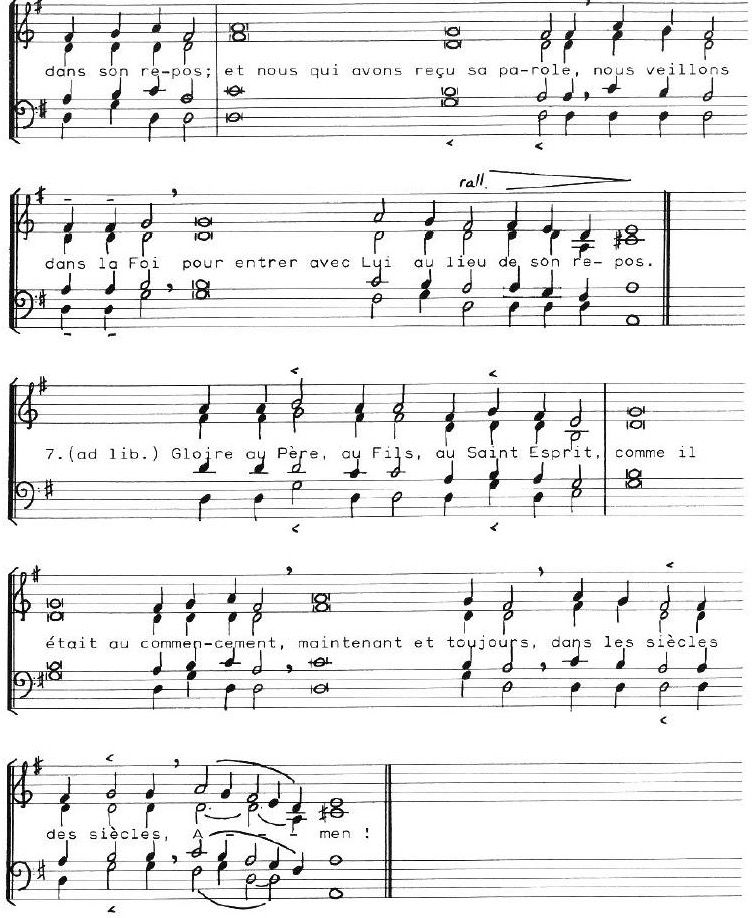 dans son re-pos; et nous qui avons reçu sa pa-role, nous veillons
rall.
dans la Foi pour entrer avec Lui au lieu de son re- pos.
7.(ad lib.) Gloire au Père, au Fils, au Saint Esprit, comme il
était au commen-cement, maintenant et toujours, dans les siècles
des siècles, A - - - men !